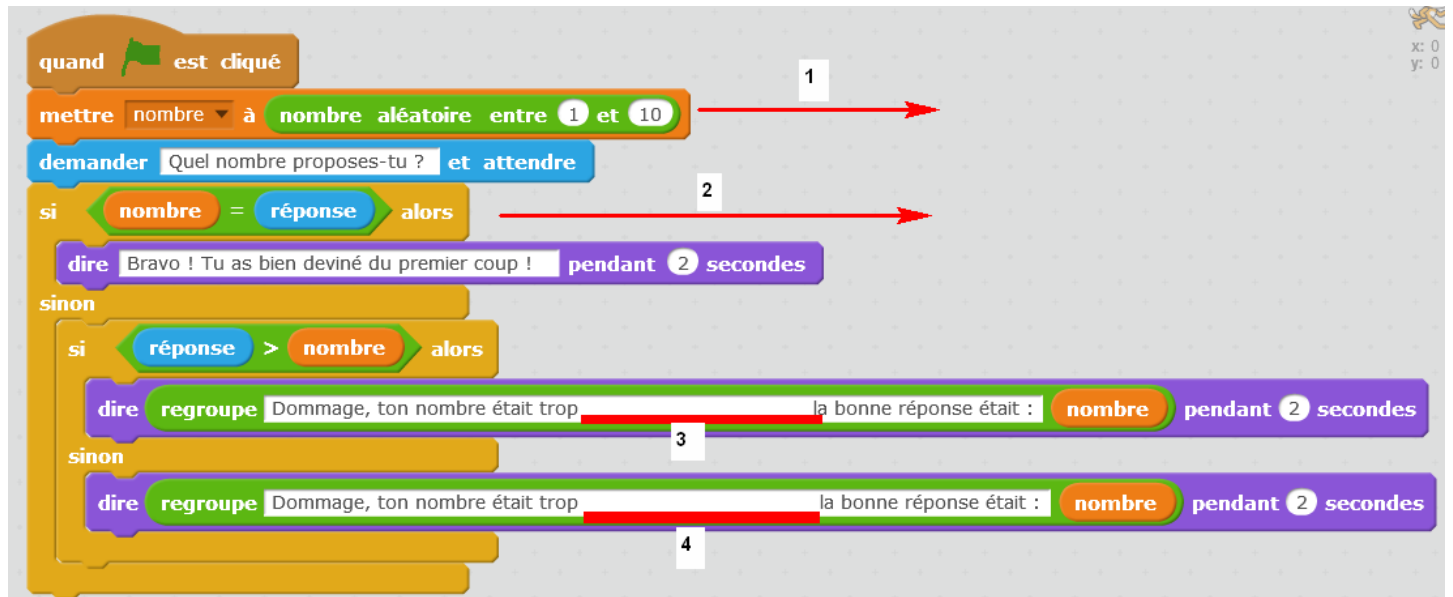 quand est cliqué
x: 0
y: 0
1
mettre nombre à nombre aléatoire entre 1 et 10
demander Quel nombre proposes-tu ? et attendre
2
si nombre = réponse alors
dire Bravo ! Tu as bien deviné du premier coup ! pendant 2 secondes
sinon
si réponse > nombre alors
dire regroupe Dommage, ton nombre était trop la bonne réponse était : nombre pendant 2 secondes
3
sinon
dire regroupe Dommage, ton nombre était trop la bonne réponse était : nombre pendant 2 secondes
4